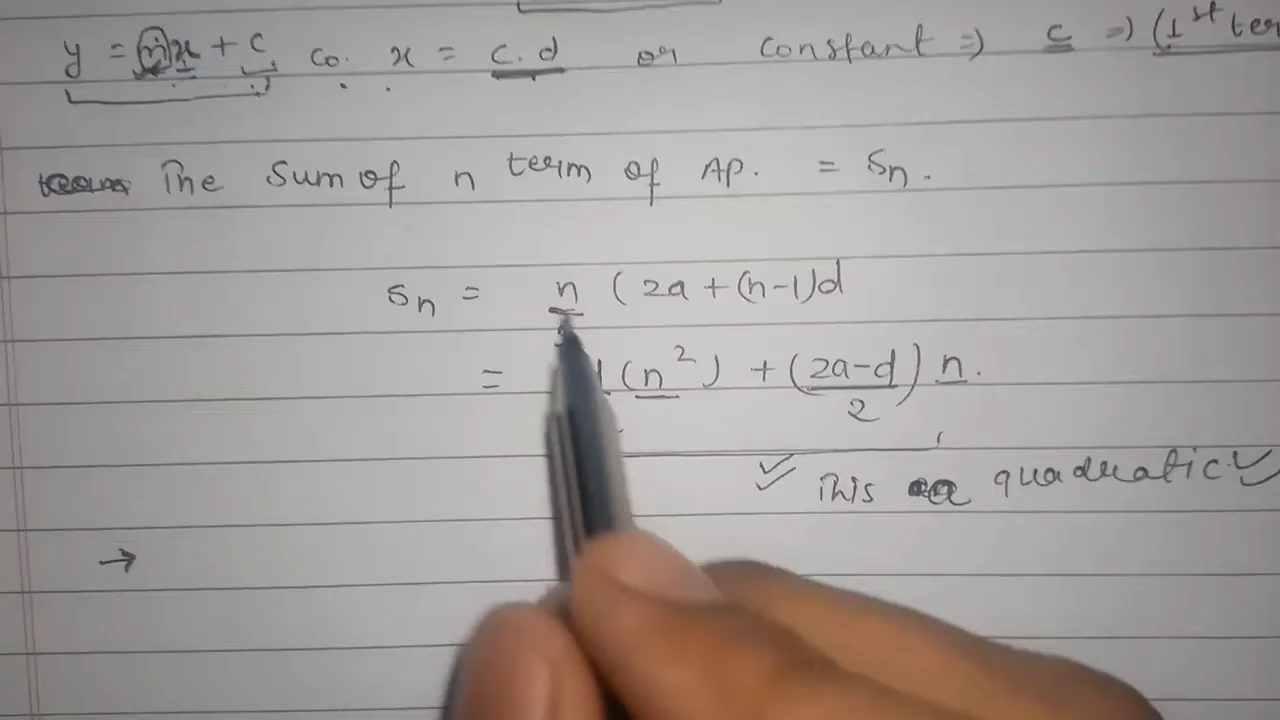 y = mx + c co. x = c.d or constant => c => (1st ter
The Sum of n term of AP. = Sn.
Sn = n (2a + (n-1)d
= (n²) + (2a-d)/2 n.
This a quadratic
→